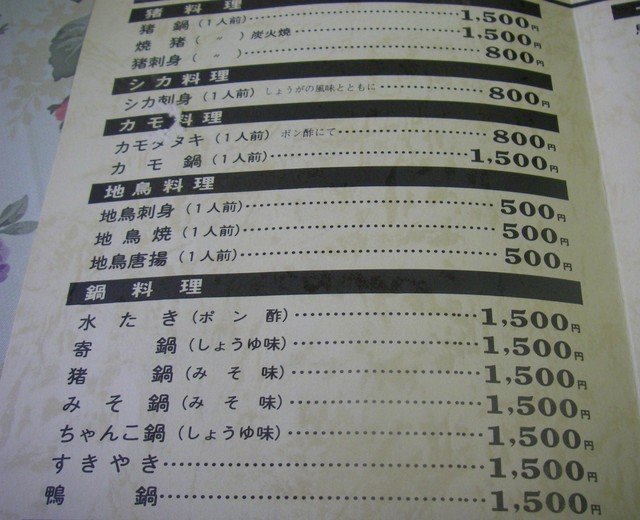 猪料理
猪鍋(1人前)……1,500円
焼猪( 〃 )炭火焼……1,500円
猪刺身( 〃 )……800円
シカ料理
シカ刺身(1人前)しょうがの風味とともに……800円
カモ料理
カモタタキ(1人前)ポン酢にて……800円
カモ鍋(1人前)……1,500円
地鳥料理
地鳥刺身(1人前)……500円
地鳥焼(1人前)……500円
地鳥唐揚(1人前)……500円
鍋料理
水たき(ポン酢)……1,500円
寄鍋(しょうゆ味)……1,500円
猪鍋(みそ味)……1,500円
みそ鍋(みそ味)……1,500円
ちゃんこ鍋(しょうゆ味)……1,500円
すきやき……1,500円
鴨鍋……1,500円